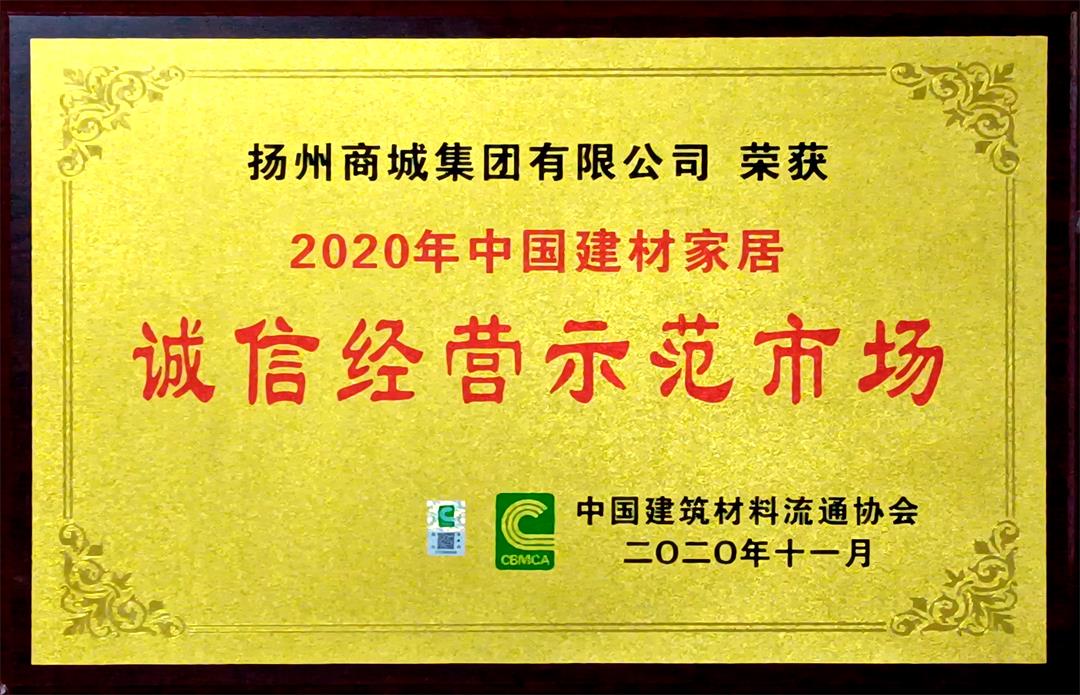 扬州商城集团有限公司 荣获
2020年中国建材家居
诚信经营示范市场
CBMCA
中国建筑材料流通协会
二〇二〇年十一月